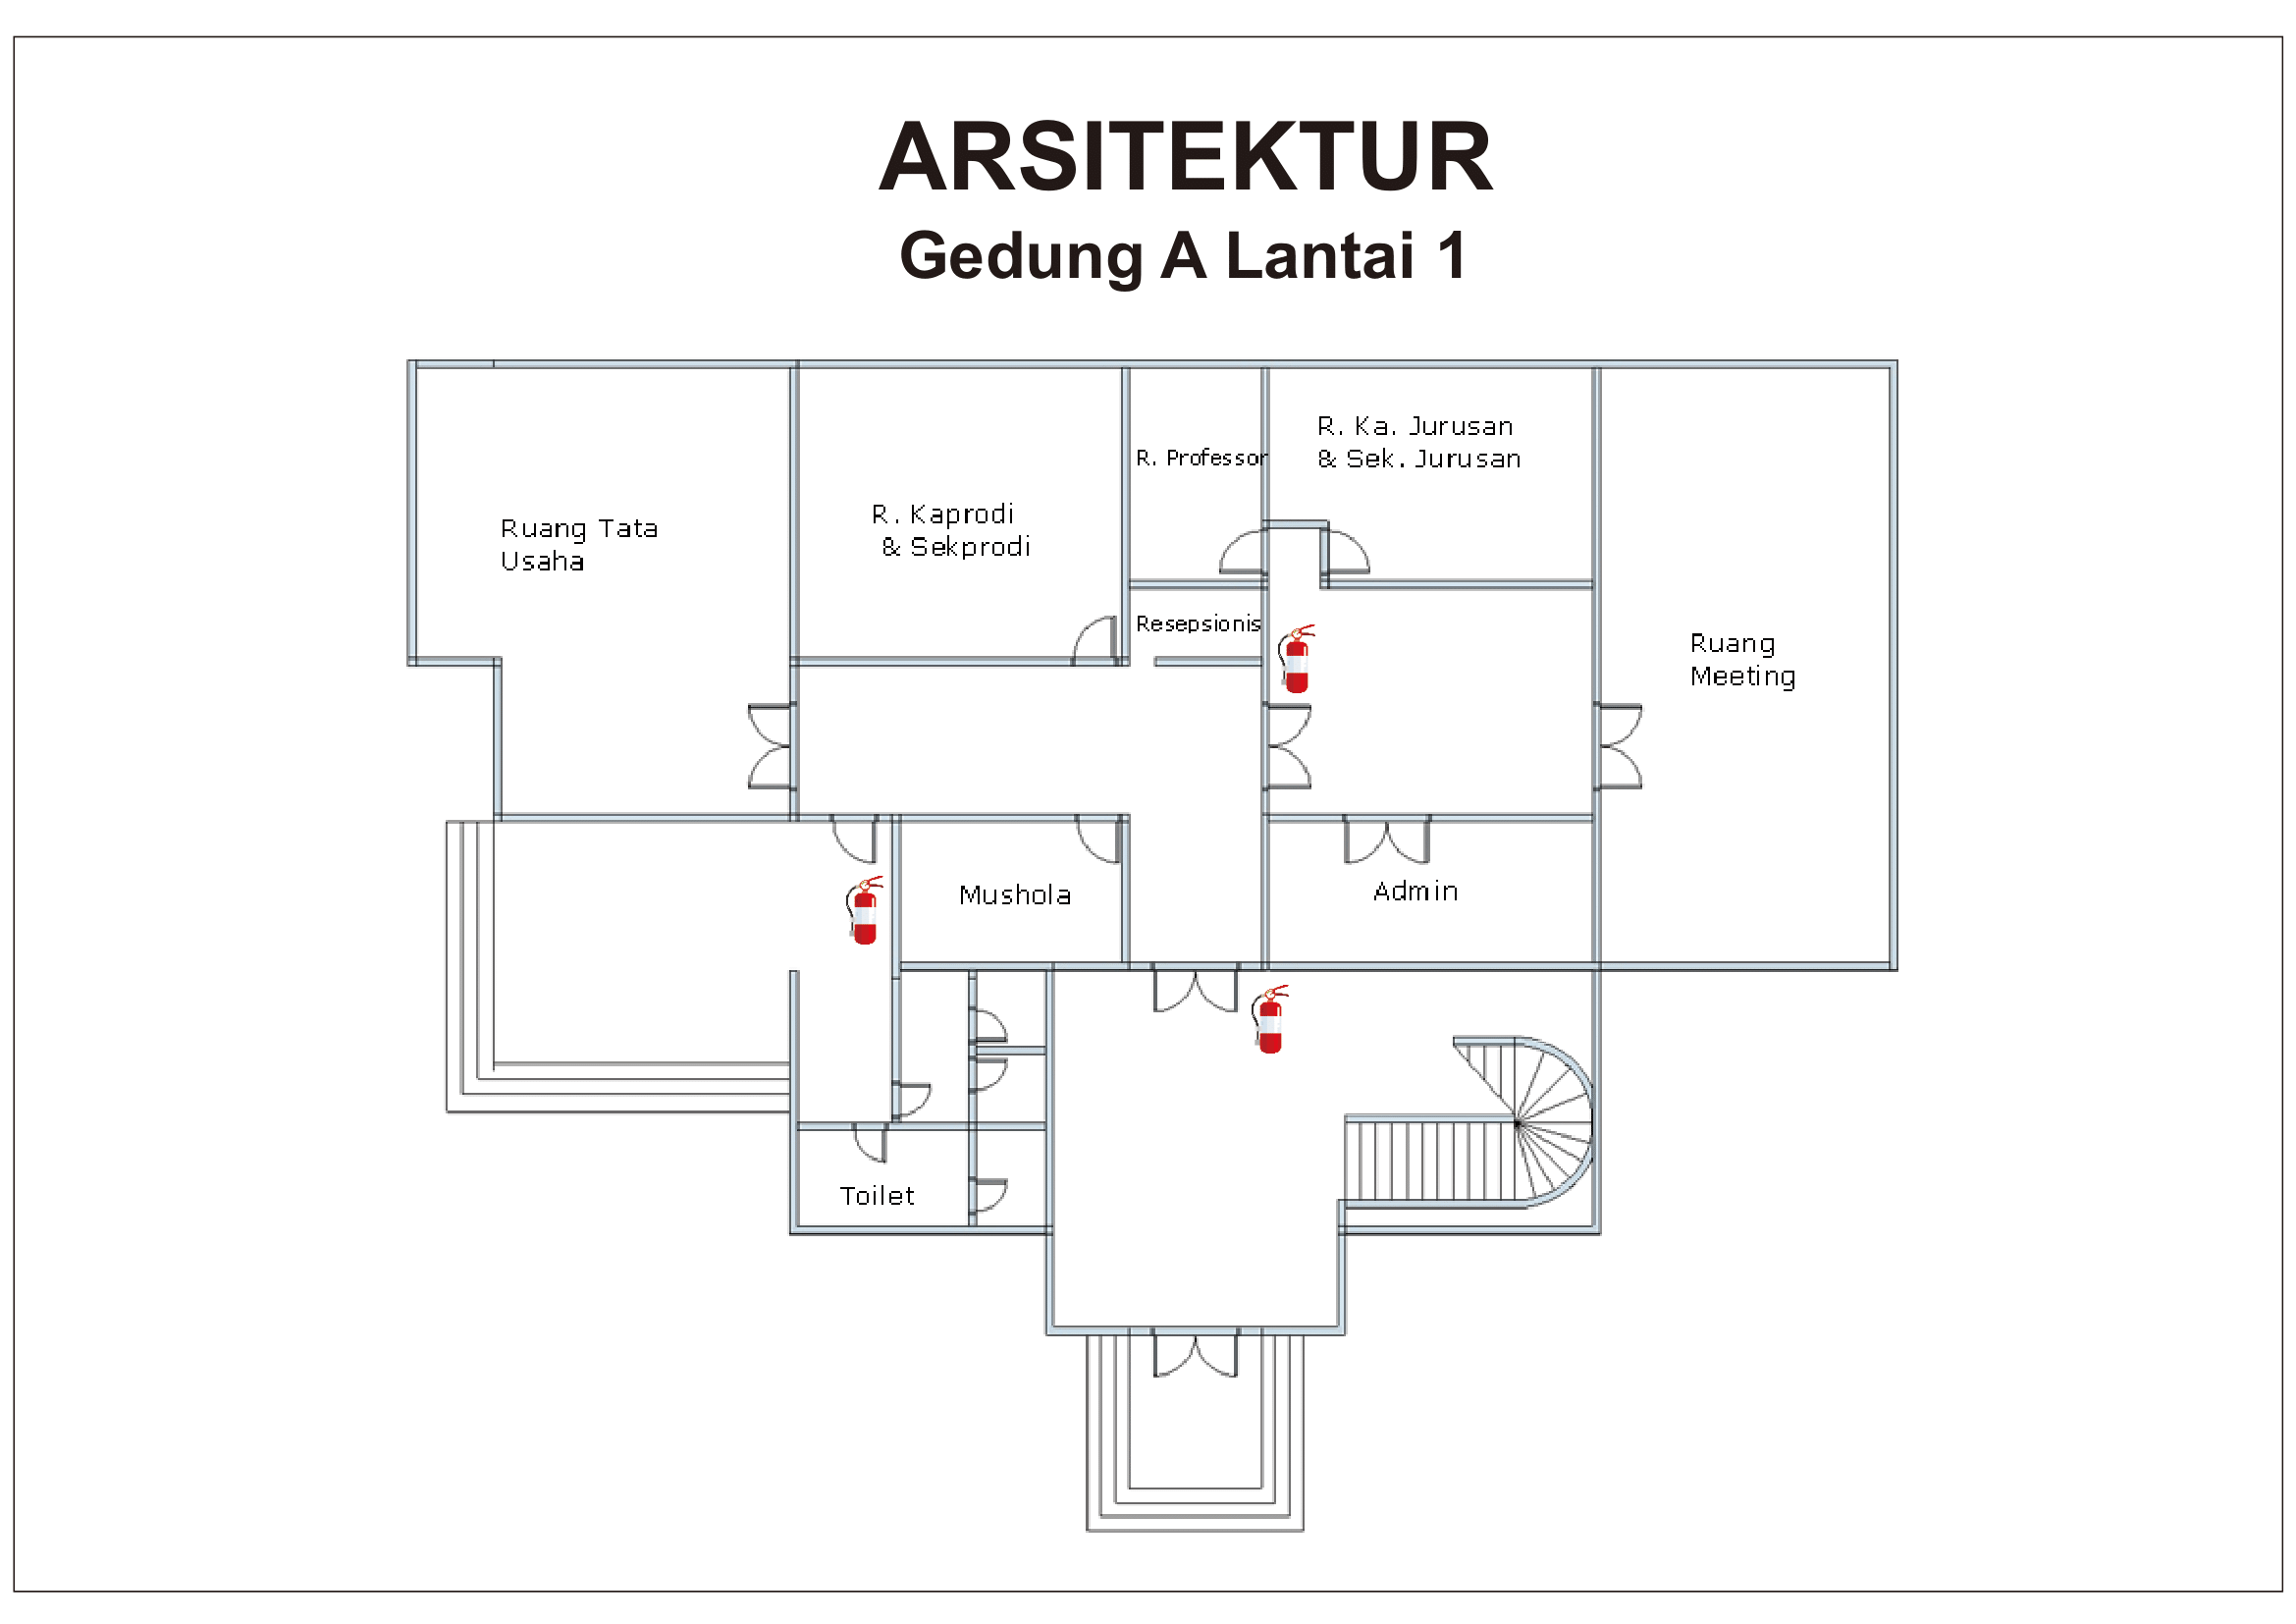 ARSITEKTUR
Gedung A Lantai 1
R. Ka. Jurusan
& Sek. Jurusan
R. Professor
R. Kaprodi
& Sekprodi
Ruang Tata
Usaha
Resepsionis
Ruang
Meeting
Mushola
Admin
Toilet